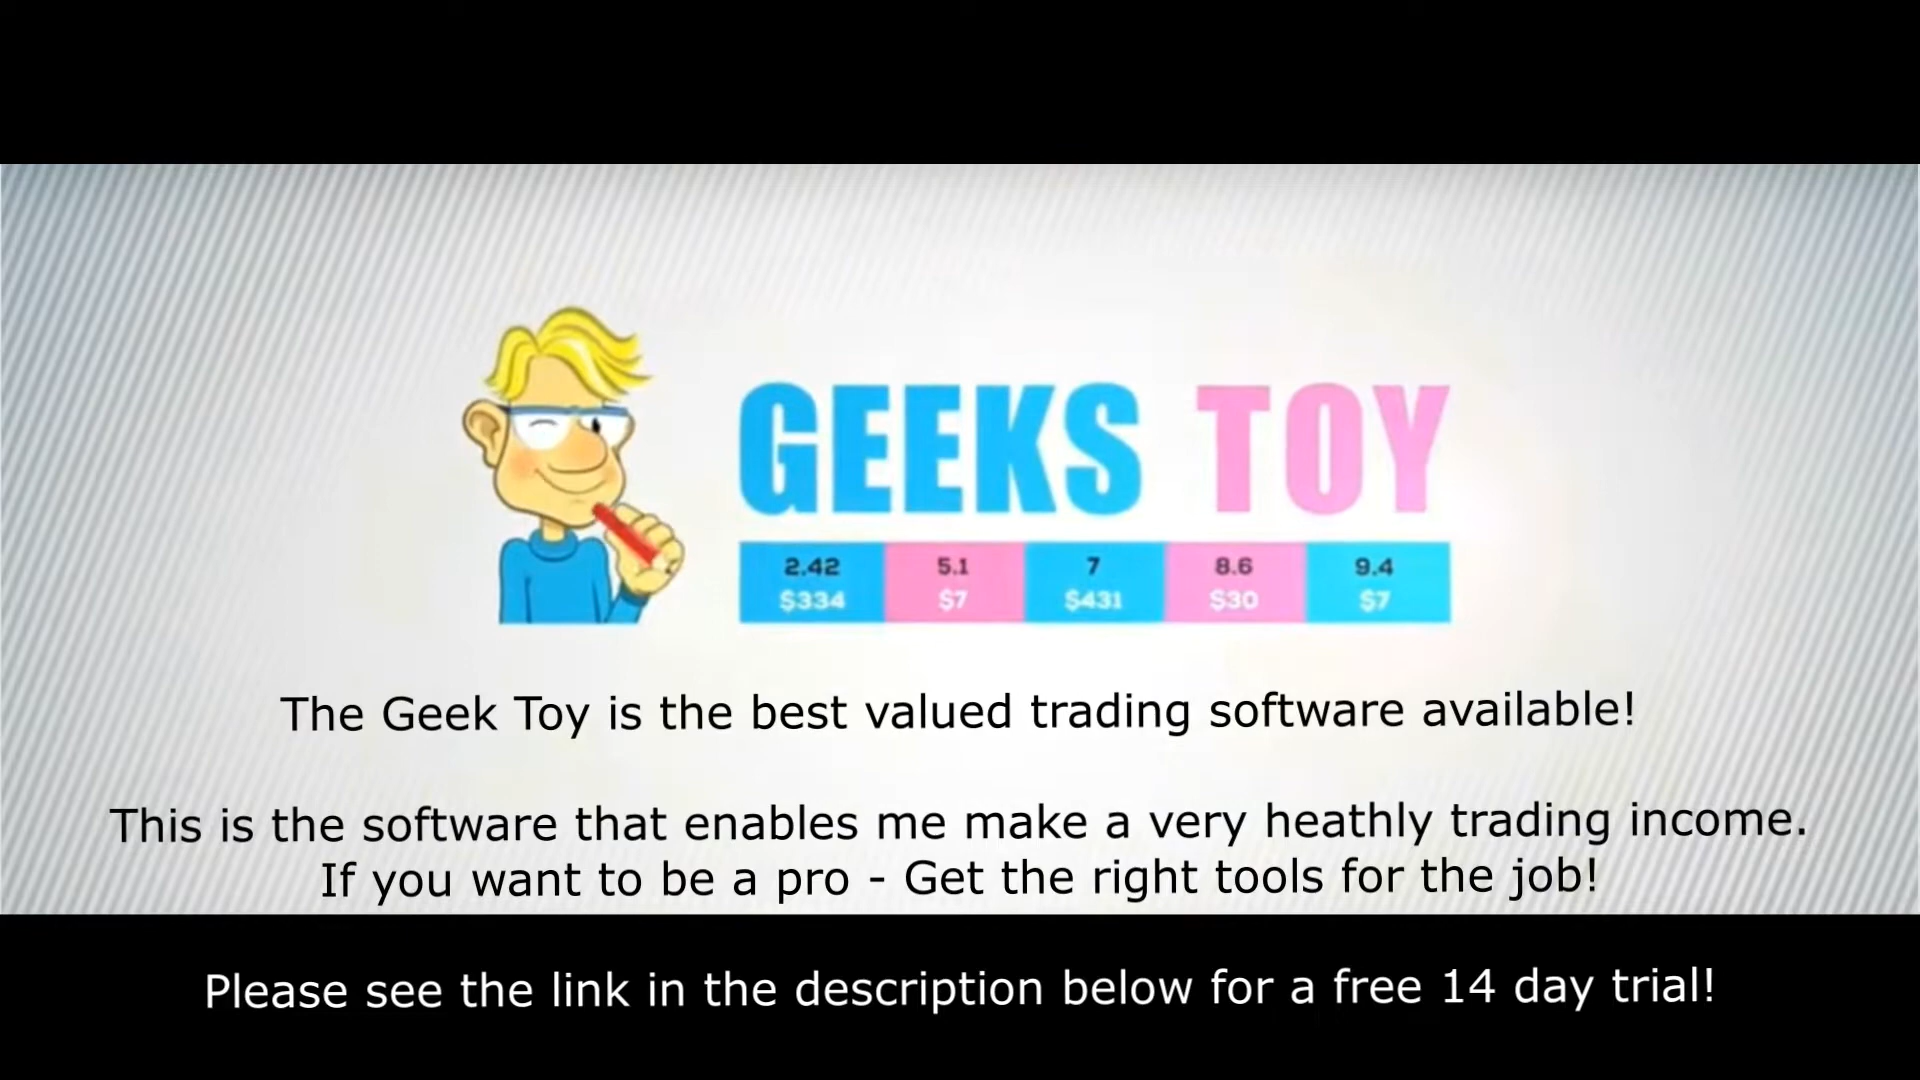 GEEKS TOY
2.42 5.1 7 8.6 9.4
$334 $7 $431 $30 $7
The Geek Toy is the best valued trading software available!
This is the software that enables me make a very heathly trading income.
If you want to be a pro - Get the right tools for the job!
Please see the link in the description below for a free 14 day trial!